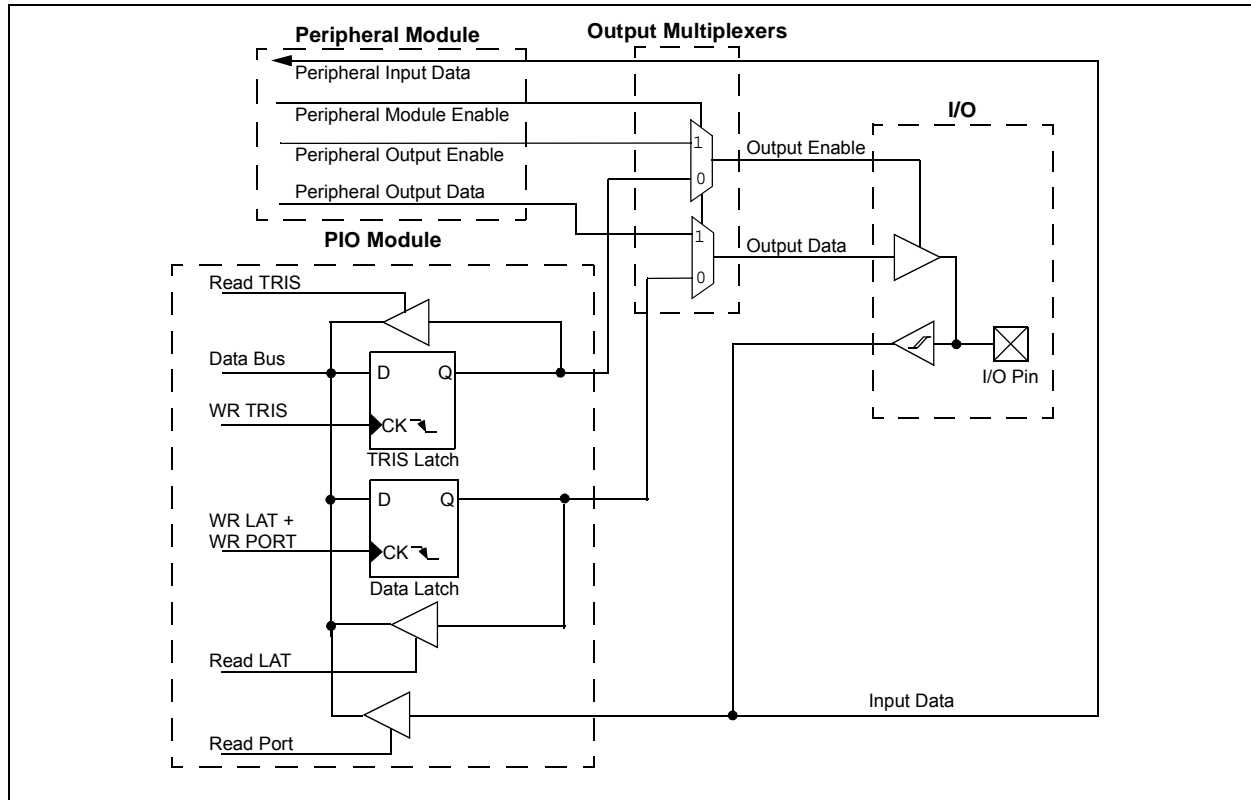 Peripheral Module
Output Multiplexers
Peripheral Input Data
Peripheral Module Enable
I/O
1
Output Enable
Peripheral Output Enable
0
Peripheral Output Data
PIO Module
1
Output Data
0
Read TRIS
Data Bus
D
Q
I/O Pin
WR TRIS
CK
TRIS Latch
D
Q
WR LAT +
WR PORT
CK
Data Latch
Read LAT
Input Data
Read Port